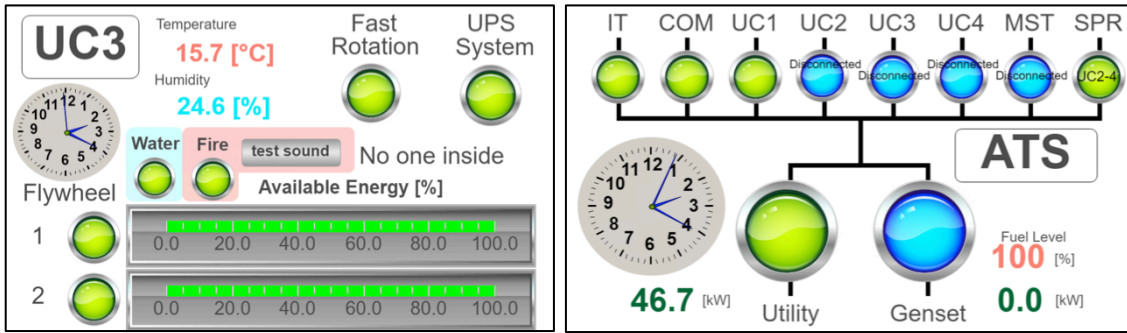 UC3
Temperature
15.7 [°C]
Humidity
24.6 [%]
Fast
Rotation
UPS
System
12 1 2 3 4 5 6 7 8 9 10 11
Water
Fire
test sound
No one inside
Flywheel
Available Energy [%]
1
0.0 20.0 40.0 60.0 80.0 100.0
2
0.0 20.0 40.0 60.0 80.0 100.0
IT COM UC1 UC2 UC3 UC4 MST SPR
Disconnected Disconnected Disconnected Disconnected UC2-4
12 1 2 3 4 5 6 7 8 9 10 11
ATS
Fuel Level
100 [%]
46.7 [kW]
Utility
Genset
0.0 [kW]